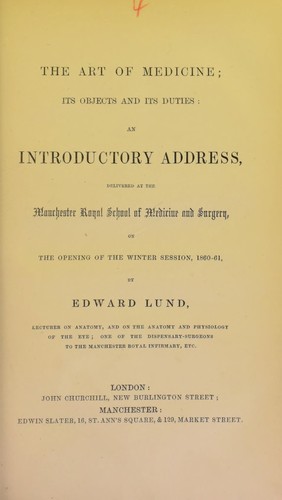 4
THE ART OF MEDICINE;
ITS OBJECTS AND ITS DUTIES:
AN
INTRODUCTORY ADDRESS,
DELIVERED AT THE
Manchester Royal School of Medicine and Surgery,
ON
THE OPENING OF THE WINTER SESSION, 1860-61,
BY
EDWARD LUND,
LECTURER ON ANATOMY, AND ON THE ANATOMY AND PHYSIOLOGY
OF THE EYE; ONE OF THE DISPENSARY-SURGEONS
TO THE MANCHESTER ROYAL INFIRMARY, ETC.
LONDON:
JOHN CHURCHILL, NEW BURLINGTON STREET;
MANCHESTER:
EDWIN SLATER, 16, ST. ANN'S SQUARE, & 129, MARKET STREET.